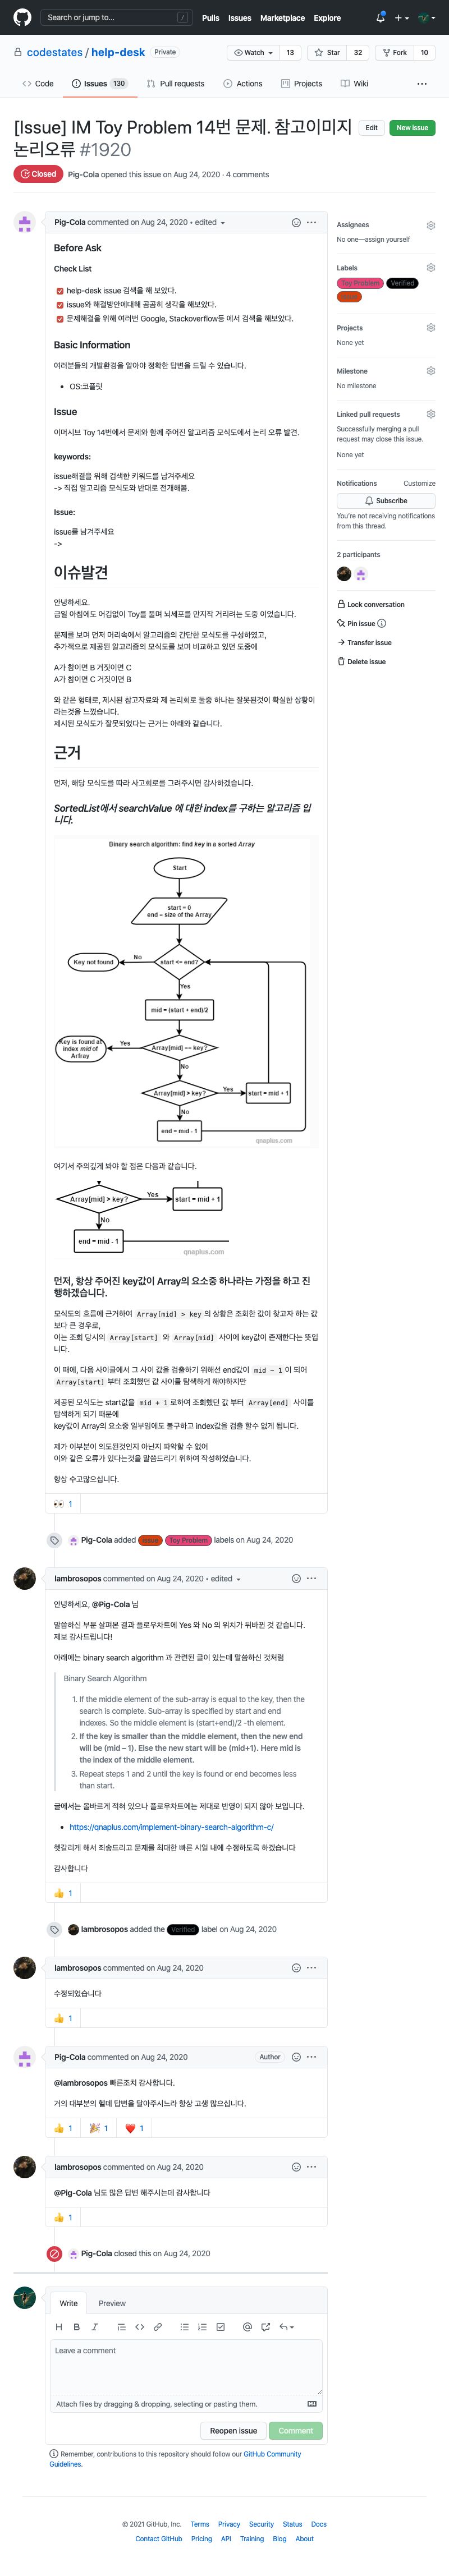 Search or jump to...
/
Pulls Issues Marketplace Explore
codestates / help-desk Private
Watch 13
Star 32
Fork 10
Code
Issues 130
Pull requests
Actions
Projects
Wiki
[Issue] IM Toy Problem 14번 문제. 참고이미지
논리오류 #1920
Edit
New issue
Closed
Pig-Cola opened this issue on Aug 24, 2020 · 4 comments
Pig-Cola commented on Aug 24, 2020 • edited
Before Ask
Check List
help-desk issue 검색을 해 보았다.
issue와 해결방안에대해 곰곰히 생각을 해보았다.
문제해결을 위해 여러번 Google, Stackoverflow등 에서 검색을 해보았다.
Basic Information
여러분들의 개발환경을 알아야 정확한 답변을 드릴 수 있습니다.
OS:코플릿
Issue
이머시브 Toy 14번에서 문제와 함께 주어진 알고리즘 모식도에서 논리 오류 발견.
keywords:
issue해결을 위해 검색한 키워드를 남겨주세요
-> 직접 알고리즘 모식도와 반대로 전개해봄.
Issue:
issue를 남겨주세요
->
이슈발견
안녕하세요.
금일 아침에도 어김없이 Toy를 풀며 뇌세포를 만지작 거리려는 도중 이었습니다.
문제를 보며 먼저 머리속에서 알고리즘의 간단한 모식도를 구성하였고,
추가적으로 제공된 알고리즘의 모식도를 보며 비교하고 있던 도중에
A가 참이면 B 거짓이면 C
A가 참이면 C 거짓이면 B
와 같은 형태로, 제시된 참고자료와 제 논리회로 둘중 하나는 잘못된것이 확실한 상황이
라는것을 느꼈습니다.
제시된 모식도가 잘못되었다는 근거는 아래와 같습니다.
근거
먼저, 해당 모식도를 따라 사고회로를 그려주시면 감사하겠습니다.
SortedList에서 searchValue 에 대한 index를 구하는 알고리즘 입
니다.
Binary search algorithm: find key in a sorted Array
Start
start = 0
end = size of the Array
start <= end?
No
Key not found
Yes
mid = (start + end)/2
Array[mid] == key?
Yes
Key is found at
index mid of
Array
No
Array[mid] > key?
Yes
start = mid + 1
No
end = mid - 1
qnaplus.com
여기서 주의깊게 봐야 할 점은 다음과 같습니다.
Array[mid] > key?
Yes
start = mid + 1
No
end = mid - 1
qnaplus.com
먼저, 항상 주어진 key값이 Array의 요소중 하나라는 가정을 하고 진
행하겠습니다.
모식도의 흐름에 근거하여 Array[mid] > key 의 상황은 조회한 값이 찾고자 하는 값
보다 큰 경우로,
이는 조회 당시의 Array[start] 와 Array[mid] 사이에 key값이 존재한다는 뜻입
니다.
이 때에, 다음 사이클에서 그 사이 값을 검출하기 위해선 end값이 mid - 1 이 되어
Array[start] 부터 조회했던 값 사이를 탐색하게 해야하지만
제공된 모식도는 start값을 mid + 1 로하여 조회했던 값 부터 Array[end] 사이를
탐색하게 되기 때문에
key값이 Array의 요소중 일부임에도 불구하고 index값을 검출 할수 없게 됩니다.
제가 이부분이 의도된것인지 아닌지 파악할 수 없어
이와 같은 오류가 있다는것을 말씀드리기 위하여 작성하였습니다.
항상 수고많으십니다.
1
Pig-Cola added issue Toy Problem labels on Aug 24, 2020
lambrosopos commented on Aug 24, 2020 • edited
안녕하세요, @Pig-Cola 님
말씀하신 부분 살펴본 결과 플로우차트에 Yes 와 No 의 위치가 뒤바뀐 것 같습니다.
제보 감사드립니다!
아래에는 binary search algorithm 과 관련된 글이 있는데 말씀하신 것처럼
Binary Search Algorithm
1. If the middle element of the sub-array is equal to the key, then the
search is complete. Sub-array is specified by start and end
indexes. So the middle element is (start+end)/2 –th element.
2. If the key is smaller than the middle element, then the new end
will be (mid – 1). Else the new start will be (mid+1). Here mid is
the index of the middle element.
3. Repeat steps 1 and 2 until the key is found or end becomes less
than start.
글에서는 올바르게 적혀 있으나 플로우차트에는 제대로 반영이 되지 않아 보입니다.
https://qnaplus.com/implement-binary-search-algorithm-c/
헷갈리게 해서 죄송드리고 문제를 최대한 빠른 시일 내에 수정하도록 하겠습니다
감사합니다
1
lambrosopos added the Verified label on Aug 24, 2020
lambrosopos commented on Aug 24, 2020
수정되었습니다
1
Pig-Cola commented on Aug 24, 2020 Author
@lambrosopos 빠른조치 감사합니다.
거의 대부분의 헬데 답변을 달아주시느라 항상 고생 많으십니다.
1 1 1
lambrosopos commented on Aug 24, 2020
@Pig-Cola 님도 많은 답변 해주시는데 감사합니다
1
Pig-Cola closed this on Aug 24, 2020
Write Preview
Leave a comment
Attach files by dragging & dropping, selecting or pasting them.
Reopen issue
Comment
Remember, contributions to this repository should follow our GitHub Community
Guidelines.
Assignees
No one—assign yourself
Labels
Toy Problem Verified
issue
Projects
None yet
Milestone
No milestone
Linked pull requests
Successfully merging a pull
request may close this issue.
None yet
Notifications Customize
Subscribe
You're not receiving notifications
from this thread.
2 participants
Lock conversation
Pin issue
Transfer issue
Delete issue
© 2021 GitHub, Inc. Terms Privacy Security Status Docs
Contact GitHub Pricing API Training Blog About